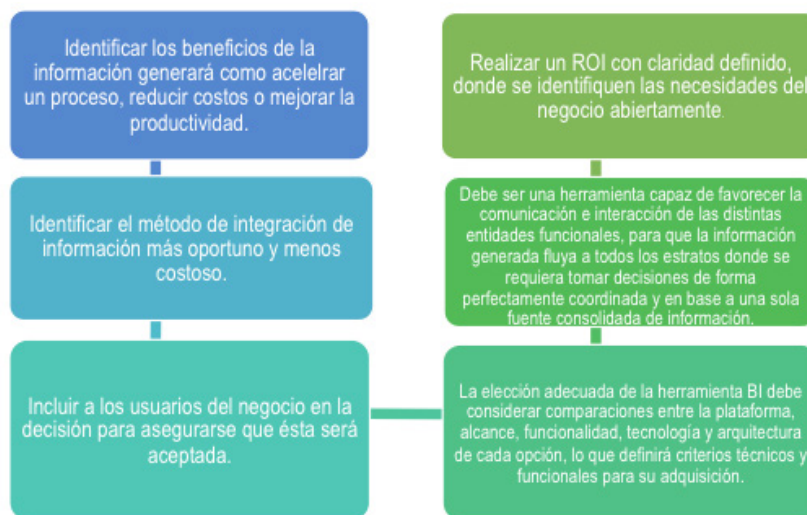 Identificar los beneficios de la
información generará como acelelrar
un proceso, reducir costos o mejorar la
productividad.
Identificar el método de integración de
información más oportuno y menos
costoso.
Incluir a los usuarios del negocio en la
decisión para asegurarse que ésta será
aceptada.
La elección adecuada de la herramienta BI debe
considerar comparaciones entre la plataforma,
alcance, funcionalidad, tecnología y arquitectura
de cada opción, lo que definirá criterios técnicos y
funcionales para su adquisición.
Debe ser una herramienta capaz de favorecer la
comunicación e interacción de las distintas
entidades funcionales, para que la información
generada fluya a todos los estratos donde se
requiera tomar decisiones de forma
perfectamente coordinada y en base a una sola
fuente consolidada de información.
Realizar un ROI con claridad definido,
donde se identifiquen las necesidades del
negocio abiertamente.